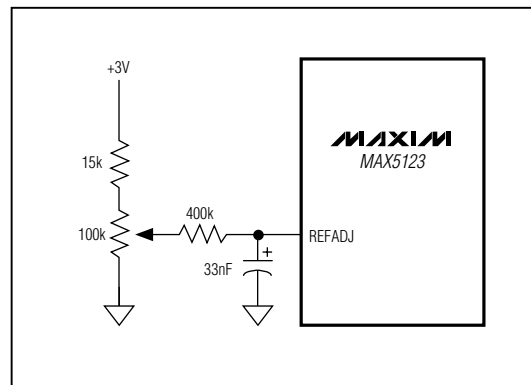 +3V
MAXIM
MAX5123
15k
400k
100k
REFADJ
+
33nF